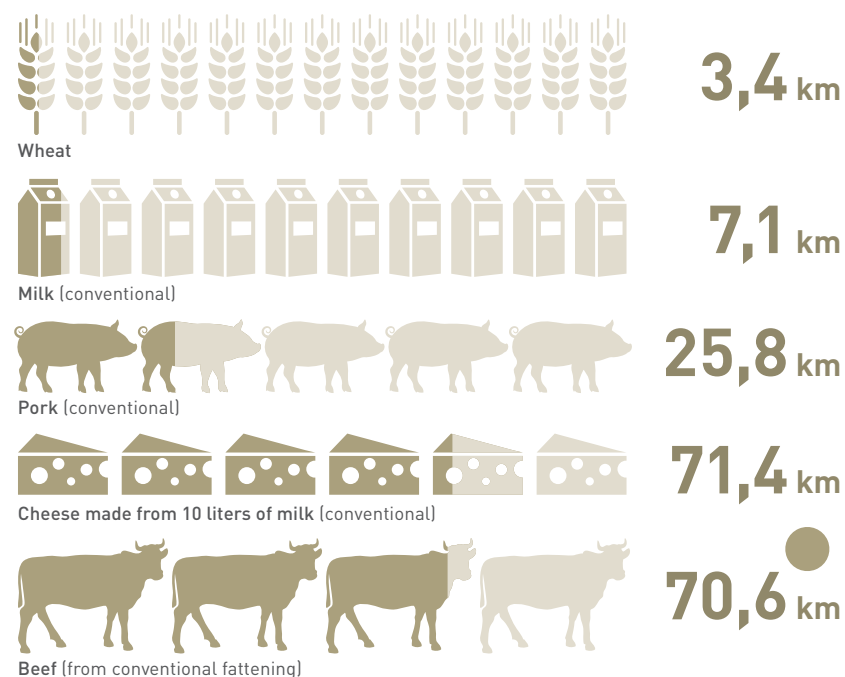 3,4 km
Wheat
7,1 km
Milk (conventional)
25,8 km
Pork (conventional)
71,4 km
Cheese made from 10 liters of milk (conventional)
70,6 km
Beef (from conventional fattening)